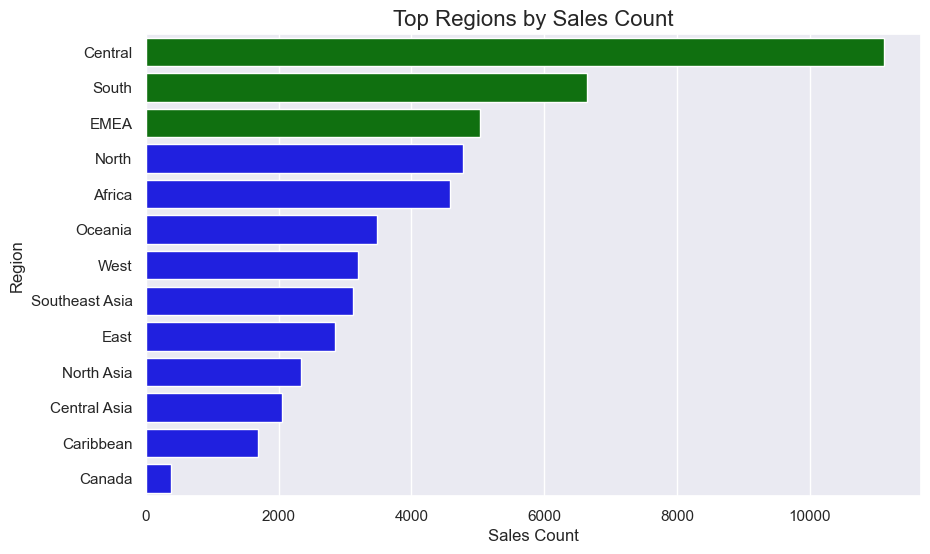 Top Regions by Sales Count
Region
Central
South
EMEA
North
Africa
Oceania
West
Southeast Asia
East
North Asia
Central Asia
Caribbean
Canada
0 2000 4000 6000 8000 10000
Sales Count